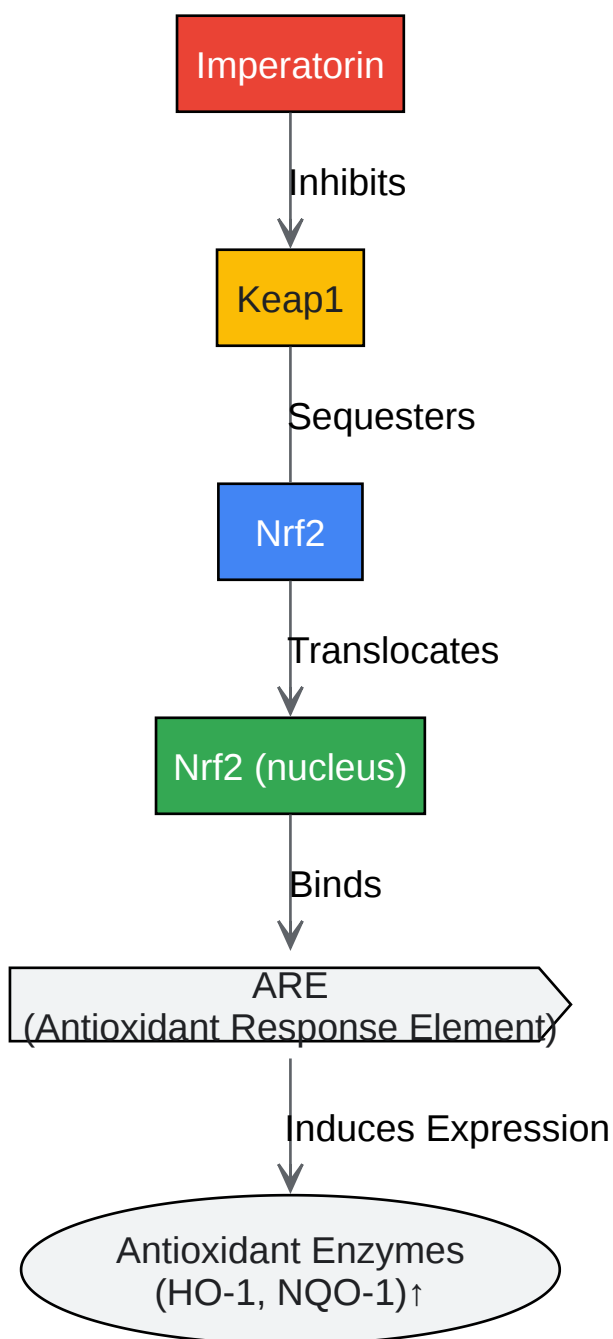 Imperatorin
Inhibits
Keap1
Sequesters
Nrf2
Translocates
Nrf2 (nucleus)
Binds
ARE
(Antioxidant Response Element)
Induces Expression
Antioxidant Enzymes
(HO-1, NQO-1)↑